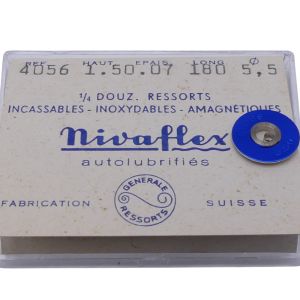 REF. HAUT. EPAIS. LONG. Ø
4056 1.50.07 180 5,5
¼ DOUZ. RESSORTS
INCASSABLES - INOXYDABLES - AMAGNÉTIQUES
Nivaflex
autolubrifiés
GENERALE RESSORTS
FABRICATION SUISSE